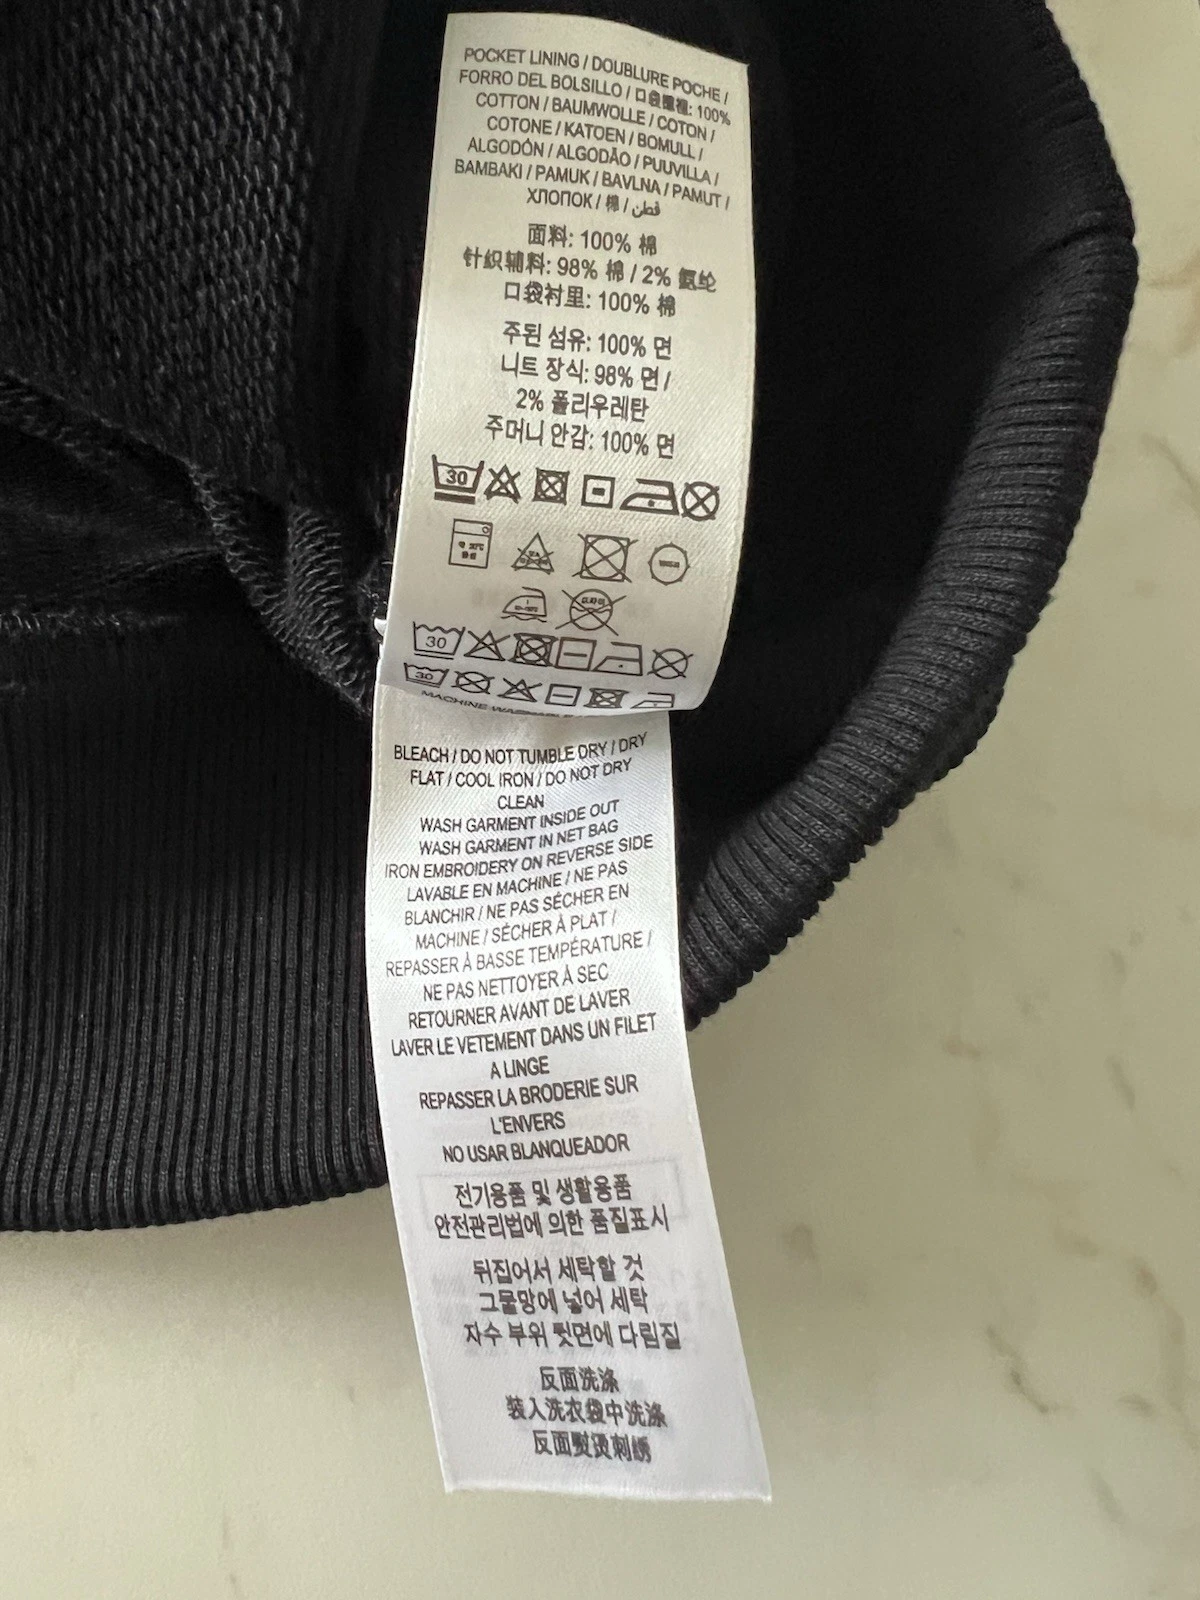 POCKET LINING / DOUBLURE POCHE /
FORRO DEL BOLSILLO / 口袋裡: 100%
COTTON / BAUMWOLLE / COTON /
COTONE / KATOEN / BOMULL /
ALGODÓN / ALGODÃO / PUUVILLA /
BAMBAKI / PAMUK / BAVLNA / PAMUT /
ХЛОПОК / 棉 / قطن
面料: 100% 棉
针织辅料: 98% 棉 / 2% 氨纶
口袋衬里: 100% 棉
주된 섬유: 100% 면
니트 장식: 98% 면 /
2% 폴리우레탄
주머니 안감: 100% 면
30
30
30
MACHINE WASHABLE
BLEACH / DO NOT TUMBLE DRY / DRY
FLAT / COOL IRON / DO NOT DRY
CLEAN
WASH GARMENT INSIDE OUT
WASH GARMENT IN NET BAG
IRON EMBROIDERY ON REVERSE SIDE
LAVABLE EN MACHINE / NE PAS
BLANCHIR / NE PAS SÉCHER EN
MACHINE / SÉCHER À PLAT /
REPASSER À BASSE TEMPÉRATURE /
NE PAS NETTOYER À SEC
RETOURNER AVANT DE LAVER
LAVER LE VETEMENT DANS UN FILET
A LINGE
REPASSER LA BRODERIE SUR
L'ENVERS
NO USAR BLANQUEADOR
전기용품 및 생활용품
안전관리법에 의한 품질표시
뒤집어서 세탁할 것
그물망에 넣어 세탁
자수 부위 뒷면에 다림질
反面洗涤
装入洗衣袋中洗涤
反面熨烫刺绣